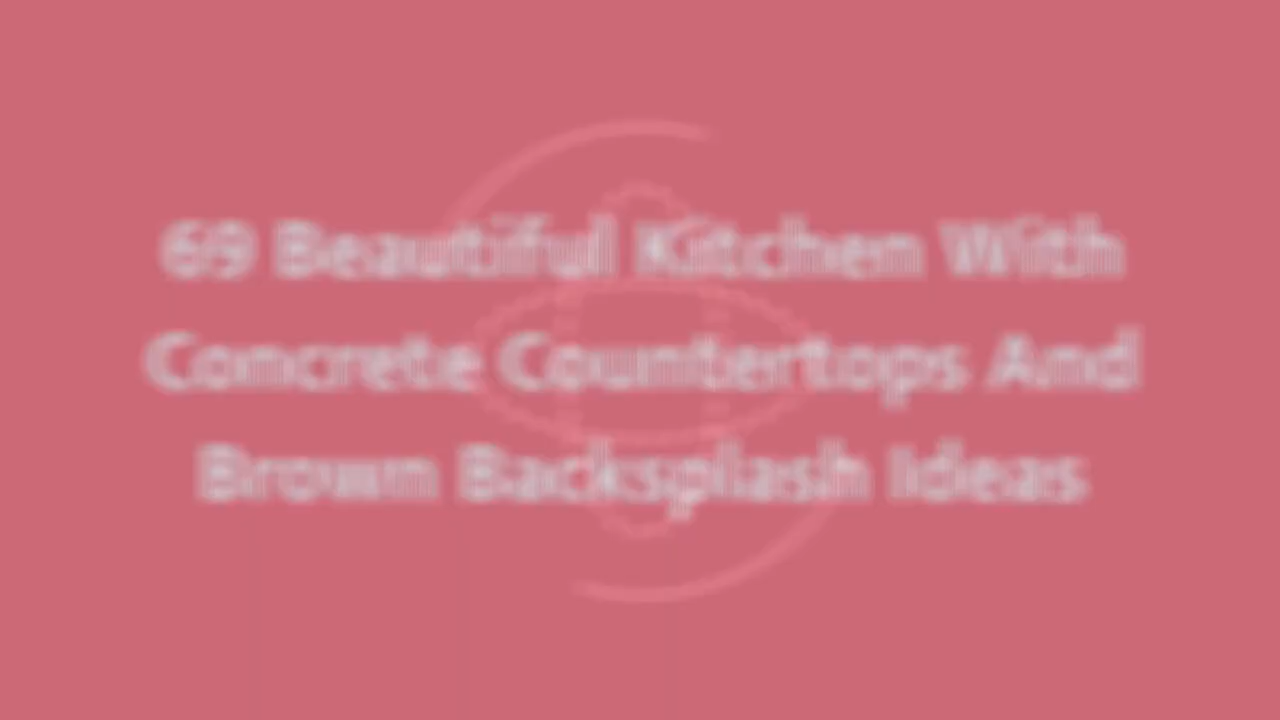 69 Beautiful Kitchen With
Concrete Countertops And
Brown Backsplash Ideas